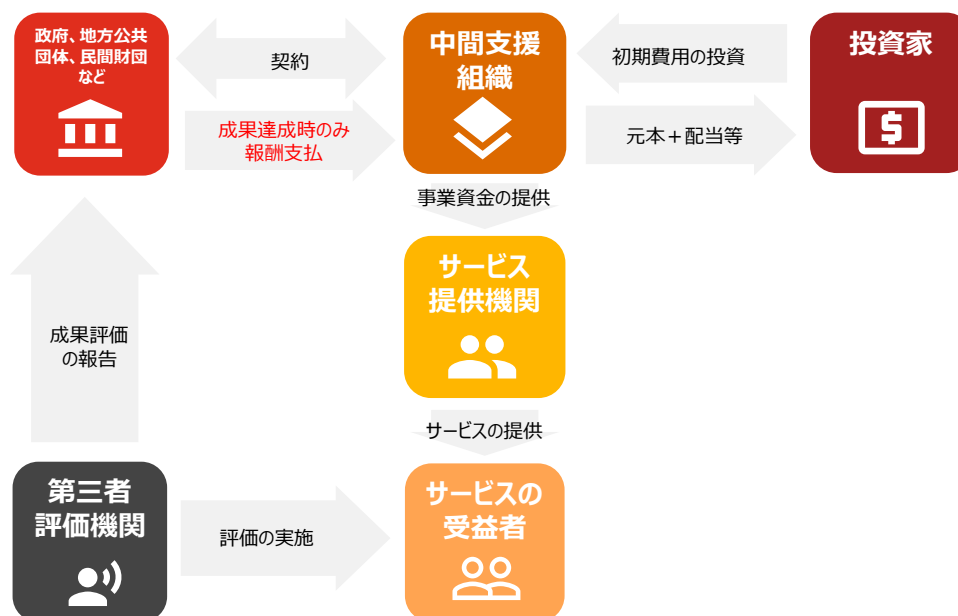 政府、地方公共
団体、民間財団
など
契約
中間支援
組織
初期費用の投資
投資家
成果達成時のみ
報酬支払
元本＋配当等
$
事業資金の提供
サービス
提供機関
成果評価
の報告
サービスの提供
第三者
評価機関
評価の実施
サービスの
受益者